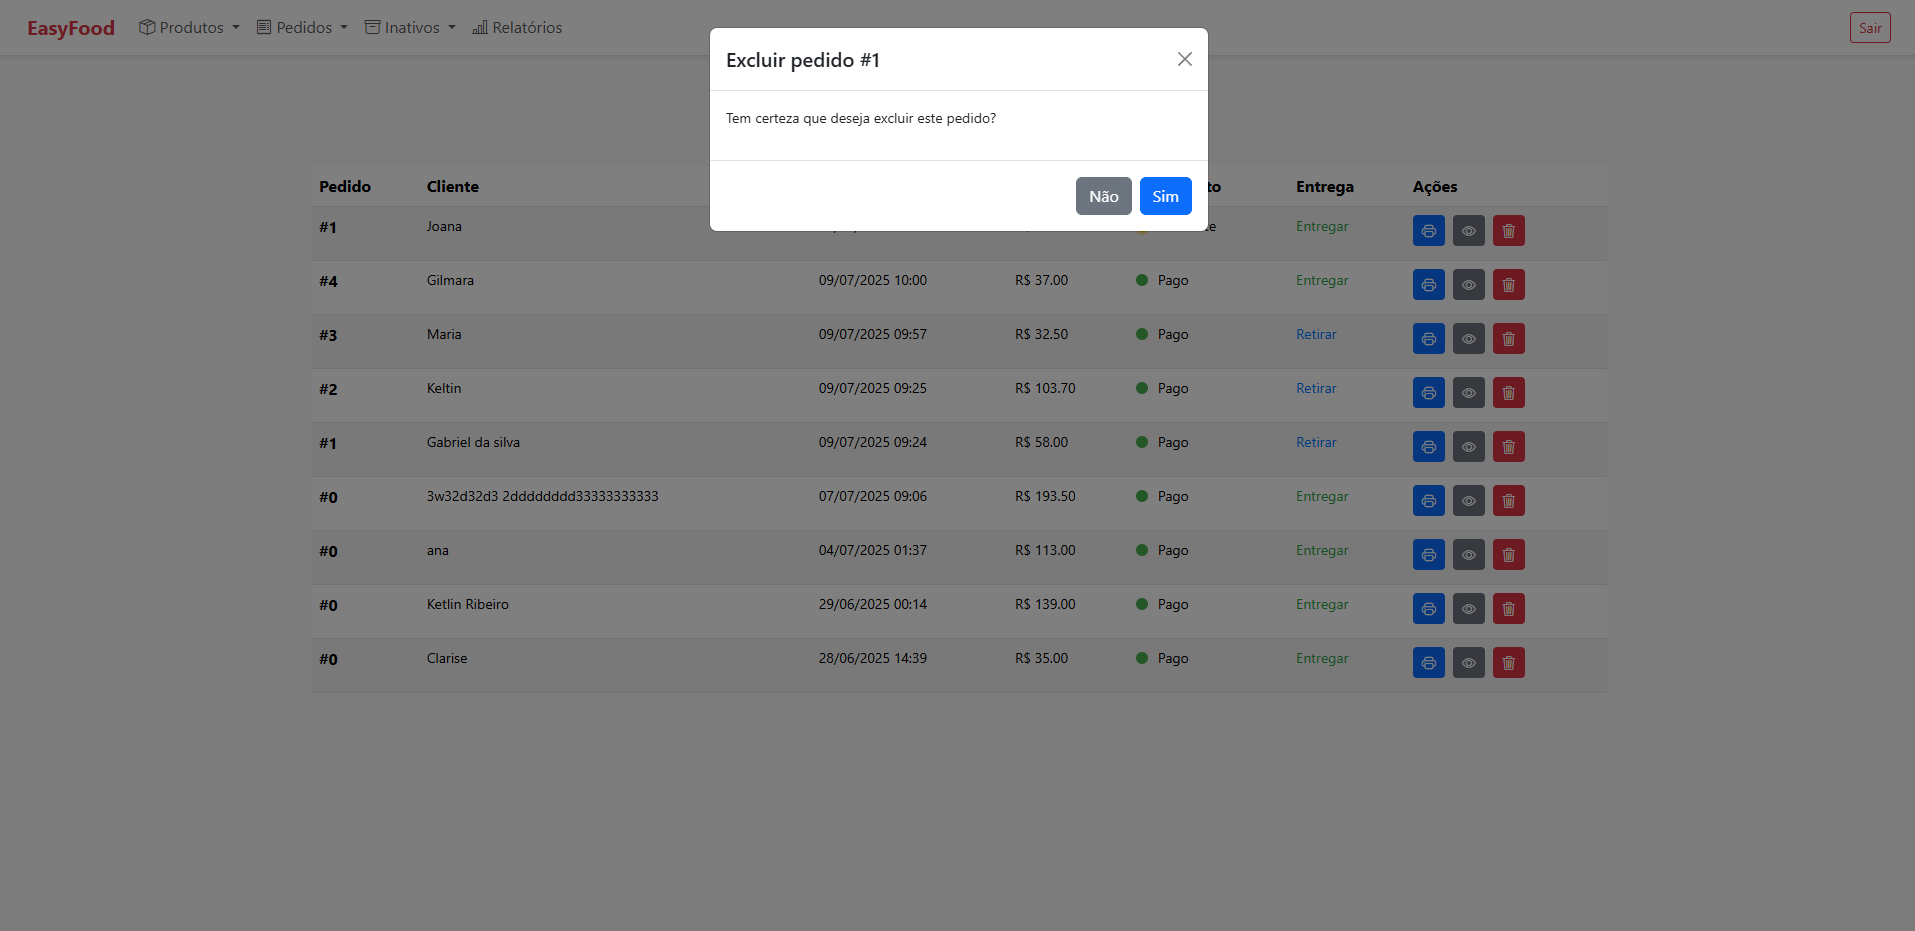 EasyFood Produtos Pedidos Inativos Relatórios Sair
Excluir pedido #1
Tem certeza que deseja excluir este pedido?
Não Sim
Pedido Cliente to Entrega Ações
#1 Joana te Entregar
#4 Gilmara 09/07/2025 10:00 R$ 37.00 Pago Entregar
#3 Maria 09/07/2025 09:57 R$ 32.50 Pago Retirar
#2 Keltin 09/07/2025 09:25 R$ 103.70 Pago Retirar
#1 Gabriel da silva 09/07/2025 09:24 R$ 58.00 Pago Retirar
#0 3w32d32d3 2dddddddd33333333333 07/07/2025 09:06 R$ 193.50 Pago Entregar
#0 ana 04/07/2025 01:37 R$ 113.00 Pago Entregar
#0 Ketlin Ribeiro 29/06/2025 00:14 R$ 139.00 Pago Entregar
#0 Clarise 28/06/2025 14:39 R$ 35.00 Pago Entregar